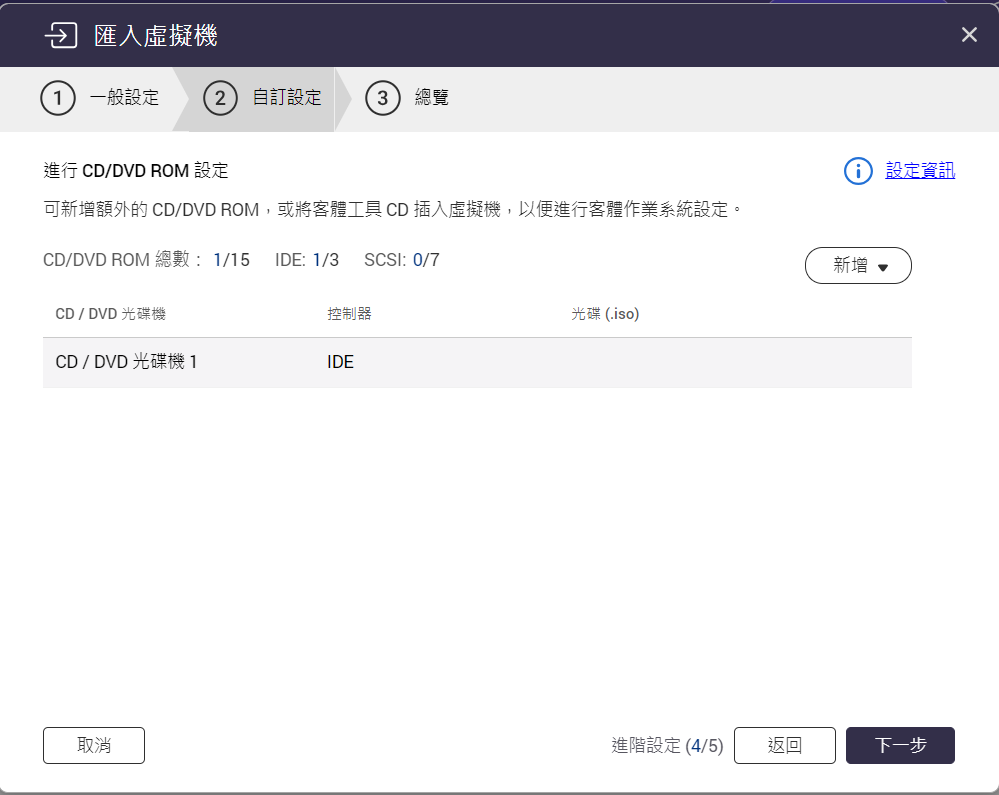 匯入虛擬機
1 一般設定 2 自訂設定 3 總覽
進行 CD/DVD ROM 設定
設定資訊
可新增額外的 CD/DVD ROM，或將客體工具 CD 插入虛擬機，以便進行客體作業系統設定。
CD/DVD ROM 總數： 1/15 IDE: 1/3 SCSI: 0/7
新增
CD / DVD 光碟機 控制器 光碟 (.iso)
CD / DVD 光碟機 1 IDE
取消 進階設定 (4/5) 返回 下一步